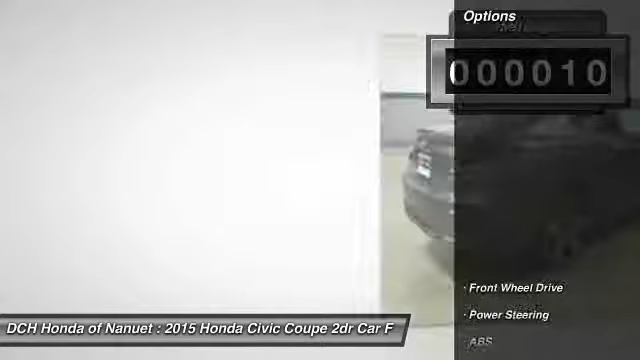 Options
000010
· Front Wheel Drive
· Power Steering
· ABS
DCH Honda of Nanuet : 2015 Honda Civic Coupe 2dr Car F